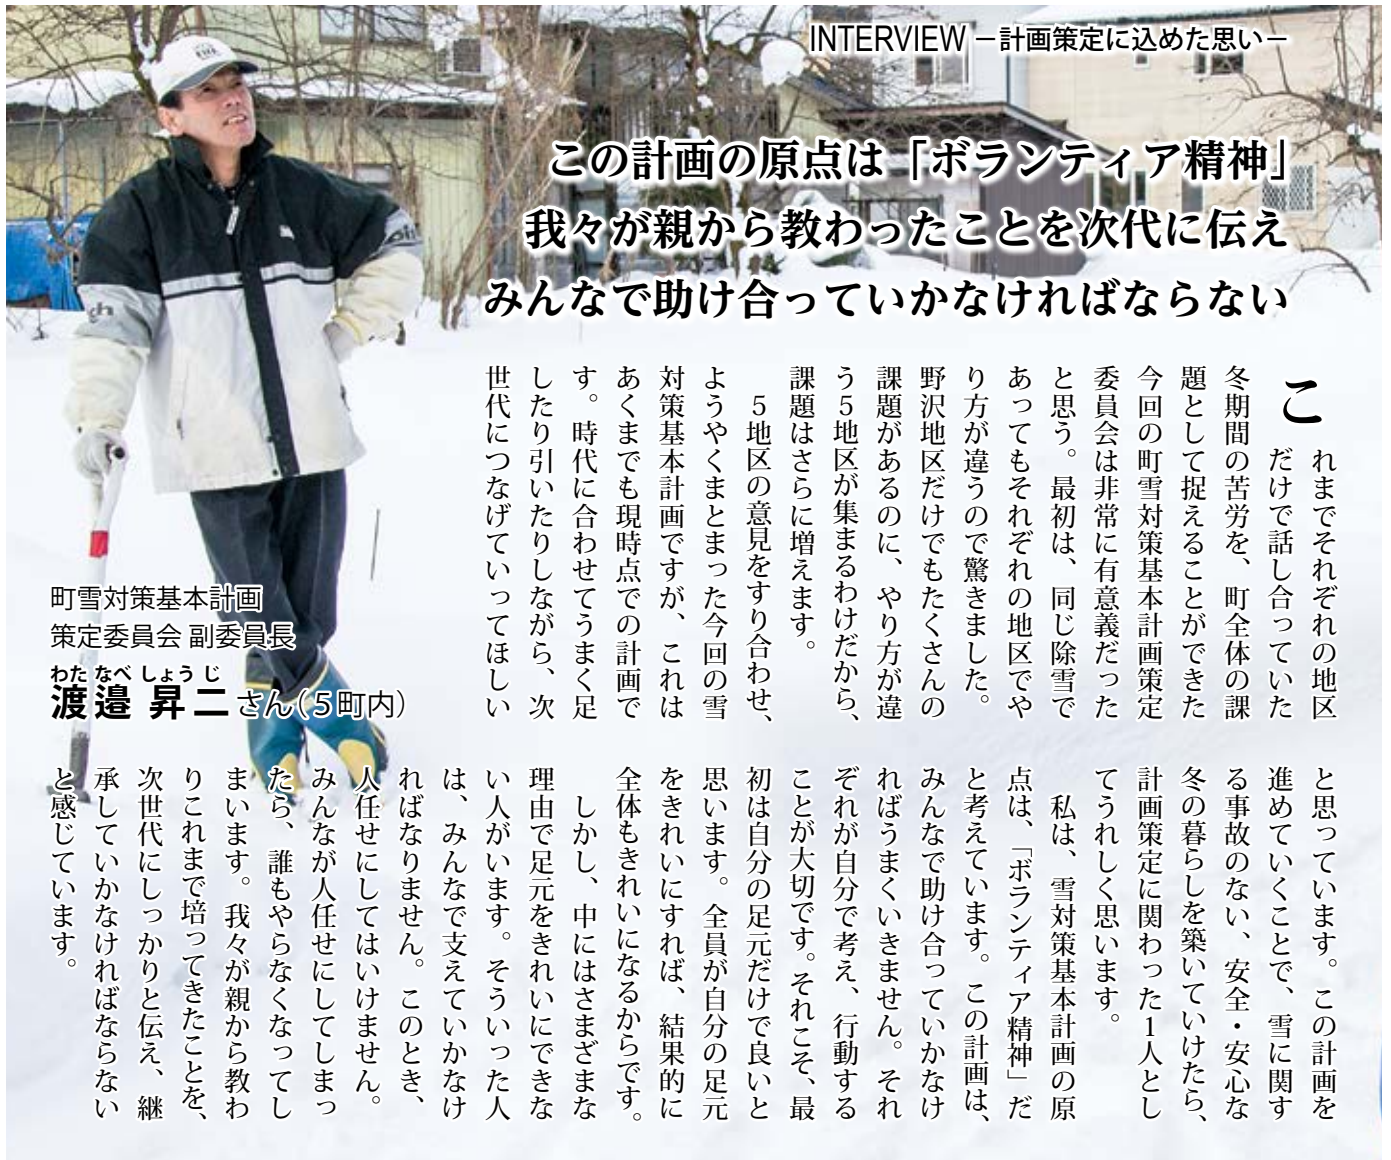 INTERVIEW －計画策定に込めた思い－
この計画の原点は「ボランティア精神」
我々が親から教わったことを次代に伝え
みんなで助け合っていかなければならない
これまでそれぞれの地区
だけで話し合っていた
冬期間の苦労を、町全体の課
題として捉えることができた
今回の町雪対策基本計画策定
委員会は非常に有意義だった
と思う。最初は、同じ除雪で
あってもそれぞれの地区でや
り方が違うので驚きました。
野沢地区だけでもたくさんの
課題があるのに、やり方が違
う５地区が集まるわけだから、
課題はさらに増えます。
５地区の意見をすり合わせ、
ようやくまとまった今回の雪
対策基本計画ですが、これは
あくまでも現時点での計画で
す。時代に合わせてうまく足
したり引いたりしながら、次
世代につなげていってほしい
と思っています。この計画を
進めていくことで、雪に関す
る事故のない、安全・安心な
冬の暮らしを築いていけたら、
計画策定に関わった１人とし
てうれしく思います。
私は、雪対策基本計画の原
点は、「ボランティア精神」だ
と考えています。この計画は、
みんなで助け合っていかなけ
ればうまくいきません。それ
ぞれが自分で考え、行動する
ことが大切です。それこそ、最
初は自分の足元だけで良いと
思います。全員が自分の足元
をきれいにすれば、結果的に
全体もきれいになるからです。
しかし、中にはさまざまな
理由で足元をきれいにできな
い人がいます。そういった人
は、みんなで支えていかなけ
ればなりません。このとき、
人任せにしてはいけません。
みんなが人任せにしてしまっ
たら、誰もやらなくなってし
まいます。我々が親から教わ
りこれまで培ってきたことを、
次世代にしっかりと伝え、継
承していかなければならない
と感じています。
町雪対策基本計画
策定委員会 副委員長
わた なべ しょう じ
渡邉 昇二さん（５町内）